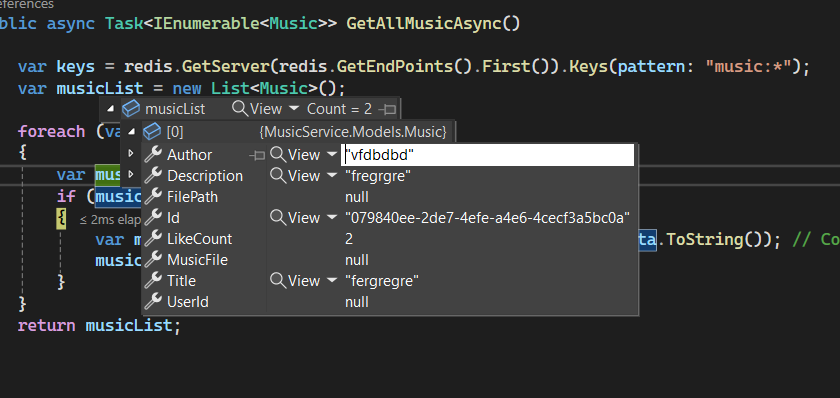 eferences
blic async Task<IEnumerable<Music>> GetAllMusicAsync()
var keys = redis.GetServer(redis.GetEndPoints().First()).Keys(pattern: "music:*");
var musicList = new List<Music>();
musicList View Count = 2
foreach (va [0] {MusicService.Models.Music}
{ Author View "vfdbdbd"
var mus Description View "fregrgre"
if (music FilePath null
{ ≤ 2ms elap Id View "079840ee-2de7-4efe-a4e6-4cecf3a5bc0a"
var m LikeCount 2 ta.ToString()); // Co
music MusicFile null
} Title View "fergregre"
} UserId null
return musicList;